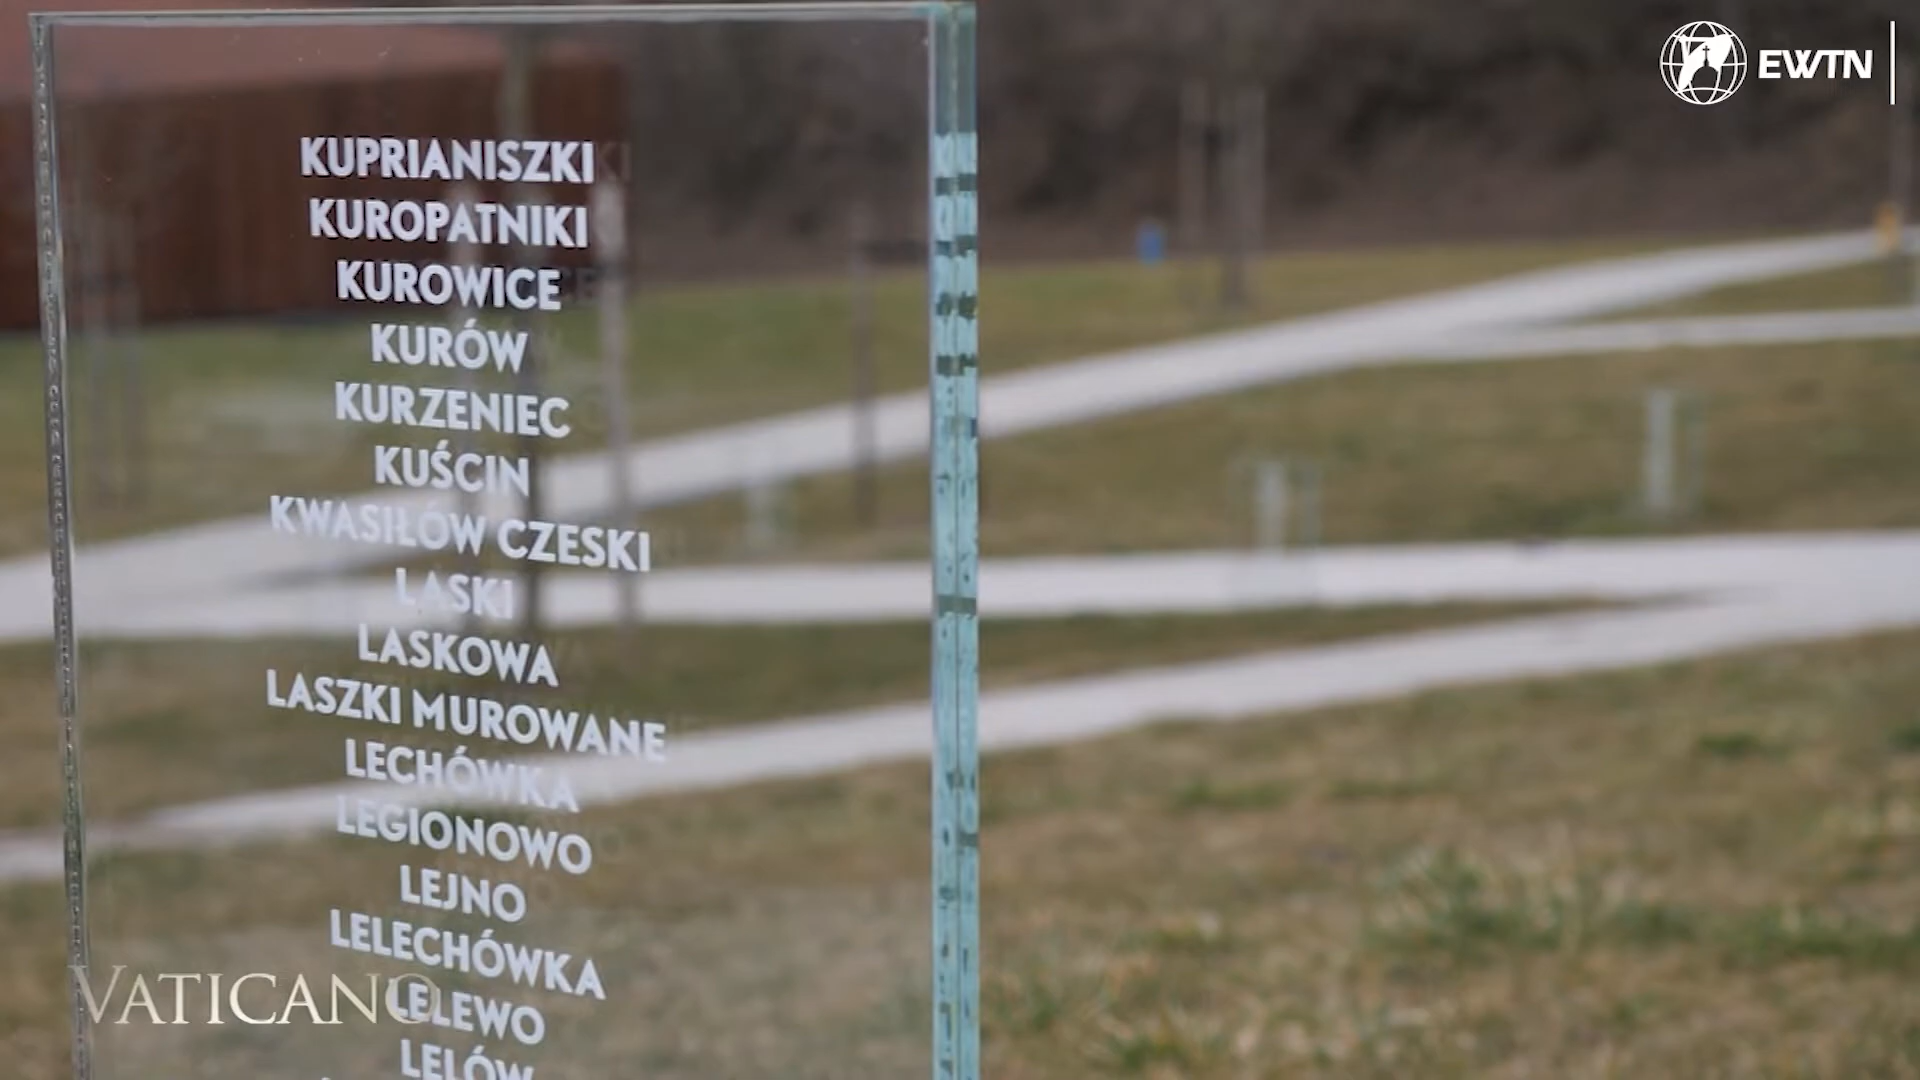 EWTN
KUPRIANISZKI
KUROPATNIKI
KUROWICE
KURÓW
KURZENIEC
KUŚCIN
KWASIŁÓW CZESKI
LASKI
LASKOWA
LASZKI MUROWANE
LECHÓWKA
LEGIONOWO
LEJNO
LELECHÓWKA
LELEWO
LELÓW
VATICANO